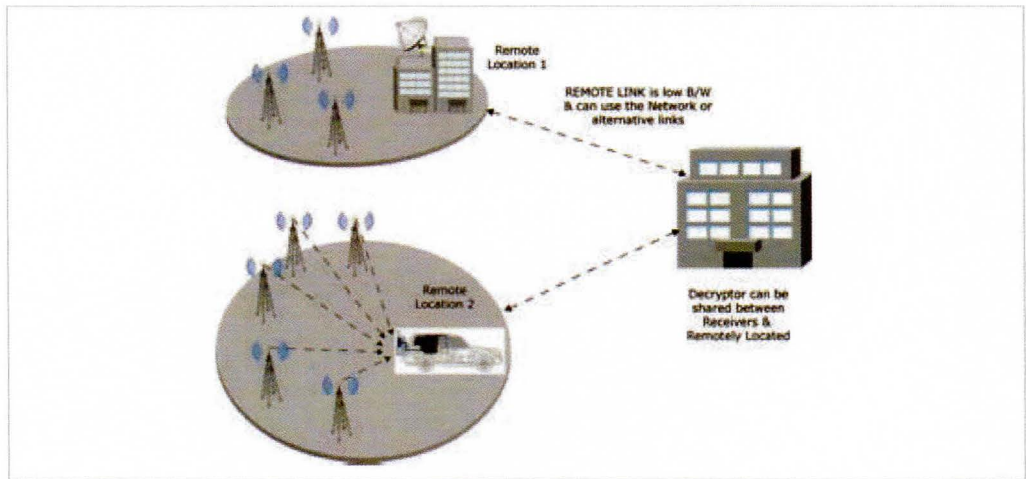 Remote
Location 1
REMOTE LINK is low B/W
& can use the Network or
alternative links
Remote
Location 2
Decryptor can be
shared between
Receivers &
Remotely Located